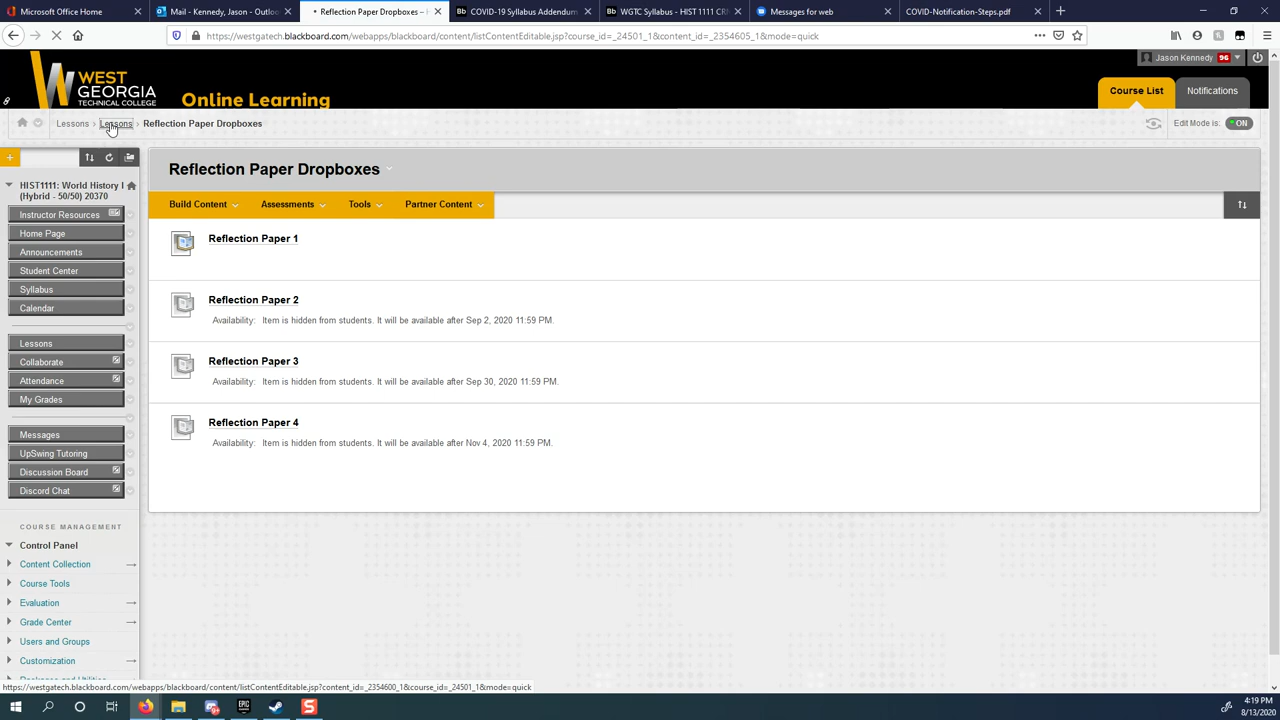 Microsoft Office Home
Mail - Kennedy, Jason - Outloo
Reflection Paper Dropboxes –
COVID-19 Syllabus Addendum
WGTC Syllabus - HIST 1111 CRN
Messages for web
COVID-Notification-Steps.pdf
https://westgatech.blackboard.com/webapps/blackboard/content/listContentEditable.jsp?course_id=_24501_1&content_id=_2354605_1&mode=quick
Jason Kennedy 96
WEST
GEORGIA
TECHNICAL COLLEGE
Online Learning
Course List
Notifications
Lessons › Lessons › Reflection Paper Dropboxes
Edit Mode is: ON
HIST1111: World History I
(Hybrid - 50/50) 20370
Instructor Resources
Home Page
Announcements
Student Center
Syllabus
Calendar
Lessons
Collaborate
Attendance
My Grades
Messages
UpSwing Tutoring
Discussion Board
Discord Chat
COURSE MANAGEMENT
Control Panel
Content Collection
Course Tools
Evaluation
Grade Center
Users and Groups
Customization
Reflection Paper Dropboxes
Build Content
Assessments
Tools
Partner Content
Reflection Paper 1
Reflection Paper 2
Availability: Item is hidden from students. It will be available after Sep 2, 2020 11:59 PM.
Reflection Paper 3
Availability: Item is hidden from students. It will be available after Sep 30, 2020 11:59 PM.
Reflection Paper 4
Availability: Item is hidden from students. It will be available after Nov 4, 2020 11:59 PM.
https://westgatech.blackboard.com/webapps/blackboard/content/listContentEditable.jsp?content_id=_2354600_1&course_id=_24501_1&mode=quick
4:19 PM
8/13/2020